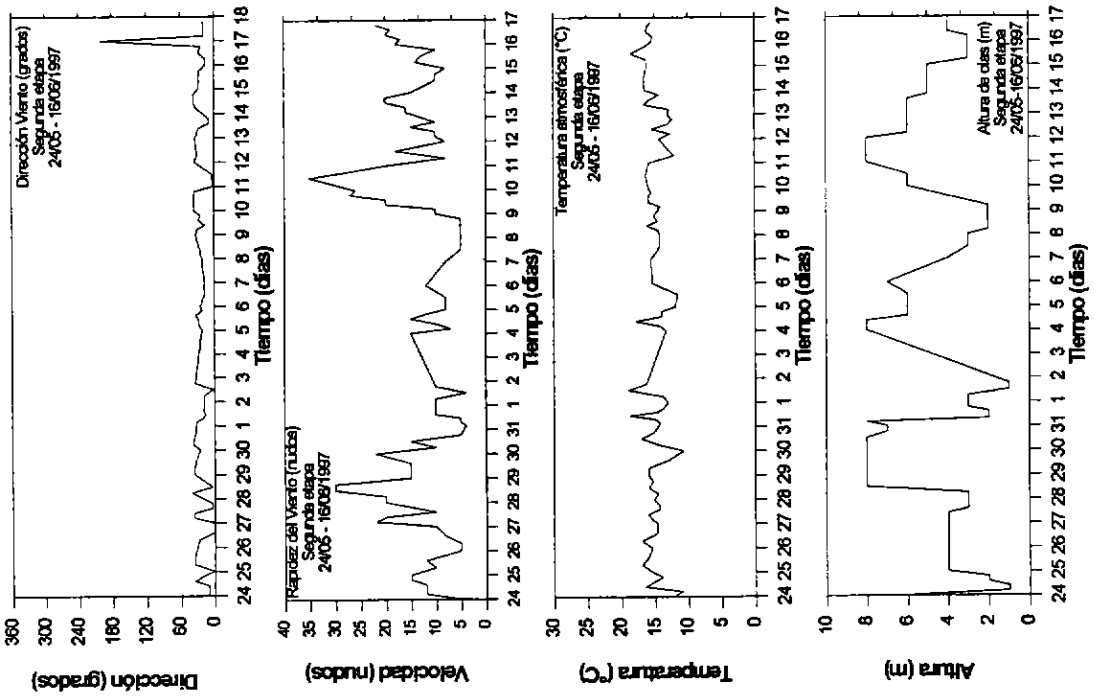 Dirección (grados)
360
300
240
180
120
60
0
Dirección Viento (grados)
Segunda etapa
24/05 - 16/06/1997
24 25 26 27 28 29 30 1 2 3 4 5 6 7 8 9 10 11 12 13 14 15 16 17 18
Tiempo (días)
Velocidad (nudos)
40
35
30
25
20
15
10
5
0
Rapidez del Viento (nudos)
Segunda etapa
24/05 - 16/06/1997
24 25 26 27 28 29 30 31 1 2 3 4 5 6 7 8 9 10 11 12 13 14 15 16 17
Tiempo (días)
Temperatura (°C)
30
25
20
15
10
5
0
Temperatura atmosférica (°C)
Segunda etapa
24/05 - 16/06/1997
24 25 26 27 28 29 30 31 1 2 3 4 5 6 7 8 9 10 11 12 13 14 15 16 17
Tiempo (días)
Altura (m)
10
8
6
4
2
0
Altura de olas (m)
Segunda etapa
24/05-16/06/1997
24 25 26 27 28 29 30 31 1 2 3 4 5 6 7 8 9 10 11 12 13 14 15 16 17
Tiempo (días)